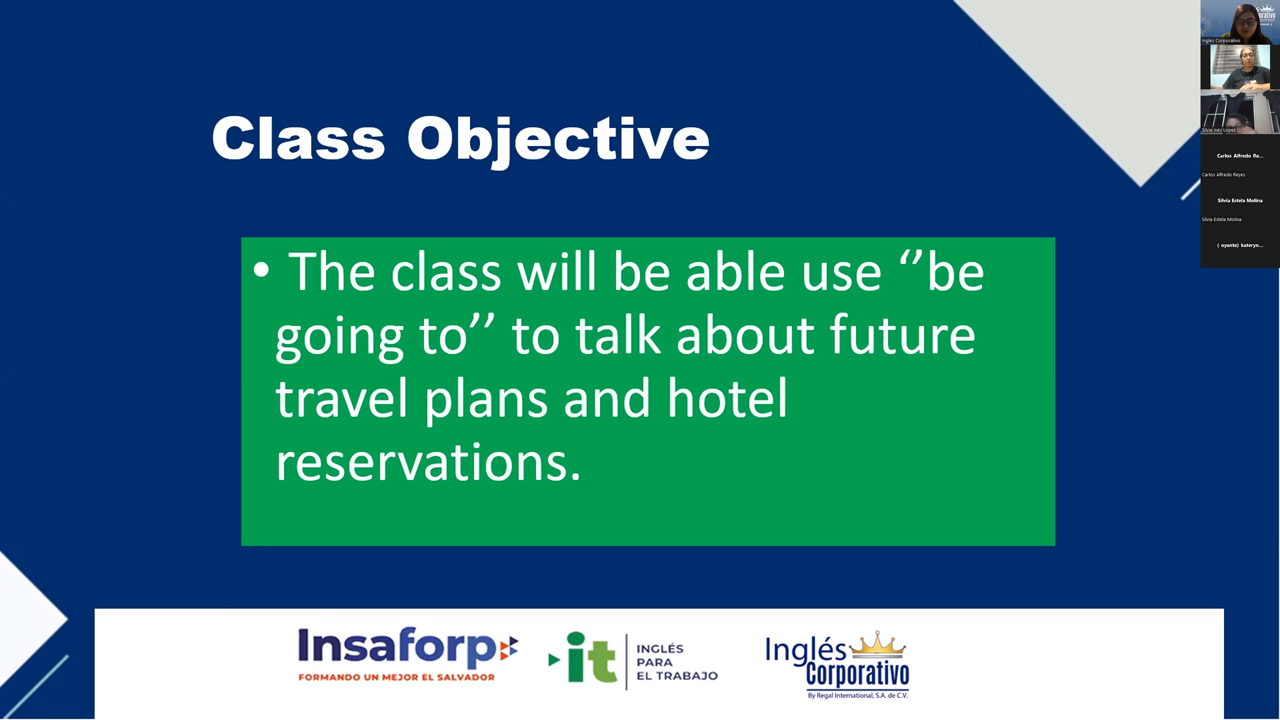 Class Objective
• The class will be able use ‘’be
going to’’ to talk about future
travel plans and hotel
reservations.
Insaforp
FORMANDO UN MEJOR EL SALVADOR
it
INGLÉS
PARA
EL TRABAJO
Inglés
Corporativo
By Regal International, S.A. de C.V.
Inglés Corporativo
Silvia Inés López
Carlos Alfredo Re...
Carlos Alfredo Reyes
Silvia Estela Molina
Silvia Estela Molina
( oyente) kateryn...